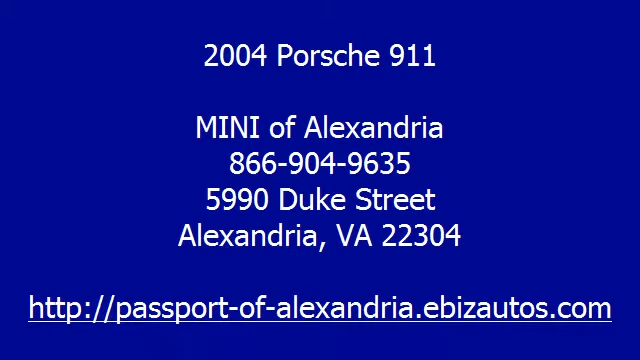 2004 Porsche 911
MINI of Alexandria
866-904-9635
5990 Duke Street
Alexandria, VA 22304
http://passport-of-alexandria.ebizautos.com